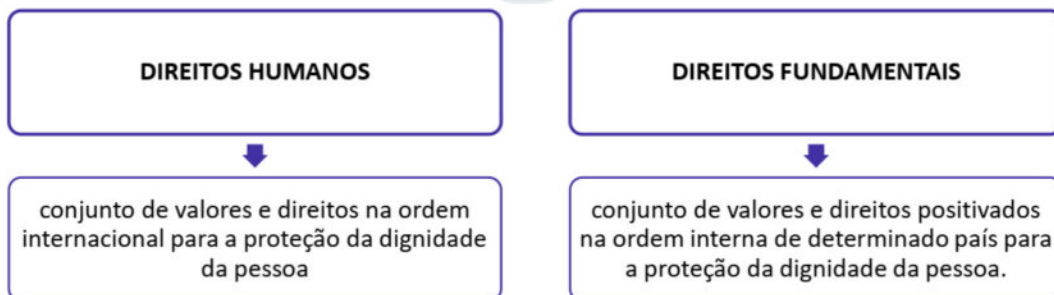 DIREITOS HUMANOS
conjunto de valores e direitos na ordem
internacional para a proteção da dignidade
da pessoa
DIREITOS FUNDAMENTAIS
conjunto de valores e direitos positivados
na ordem interna de determinado país para
a proteção da dignidade da pessoa.